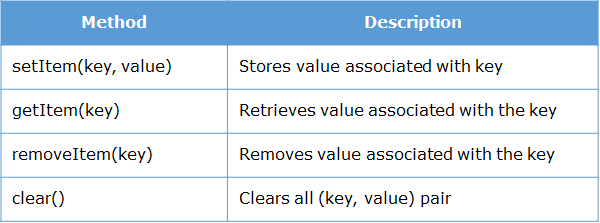 Method Description
setItem(key, value) Stores value associated with key
getItem(key) Retrieves value associated with the key
removeItem(key) Removes value associated with the key
clear() Clears all (key, value) pair